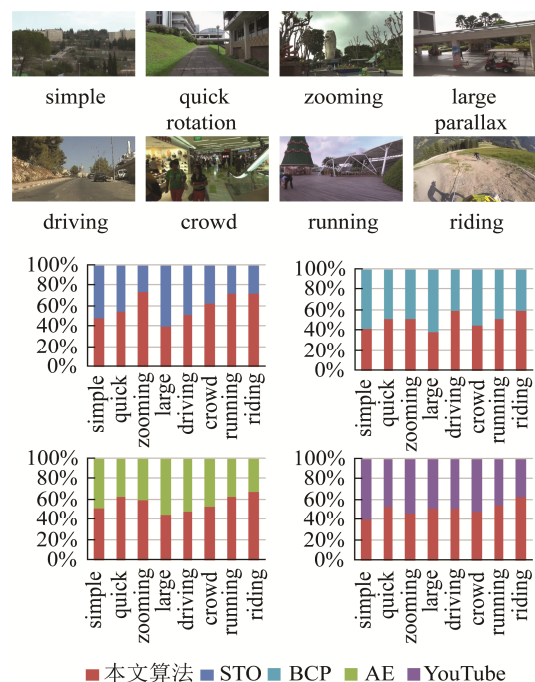 simple
quick rotation
zooming
large parallax
driving
crowd
running
riding
100%
80%
60%
40%
20%
0%
simple
quick
zooming
large
driving
crowd
running
riding
100%
80%
60%
40%
20%
0%
simple
quick
zooming
large
driving
crowd
running
riding
100%
80%
60%
40%
20%
0%
simple
quick
zooming
large
driving
crowd
running
riding
100%
80%
60%
40%
20%
0%
simple
quick
zooming
large
driving
crowd
running
riding
本文算法 STO BCP AE YouTube